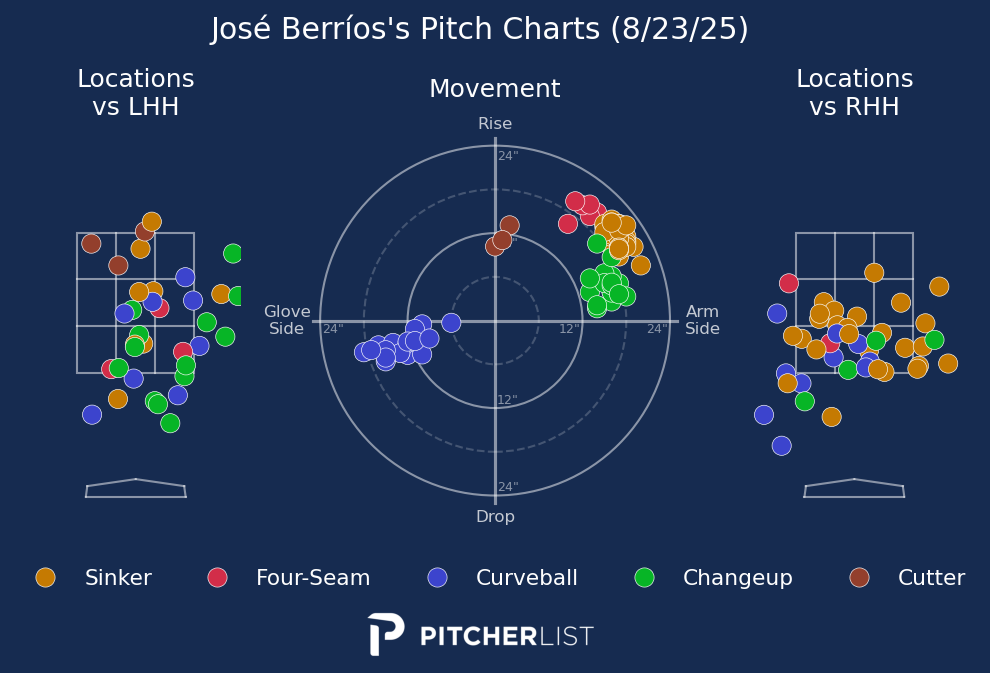 José Berríos's Pitch Charts (8/23/25)
Locations
vs LHH
Movement
Locations
vs RHH
Rise
24"
Glove
Side
24"
12"
24"
Arm
Side
12"
24"
Drop
Sinker
Four-Seam
Curveball
Changeup
Cutter
PITCHERLIST